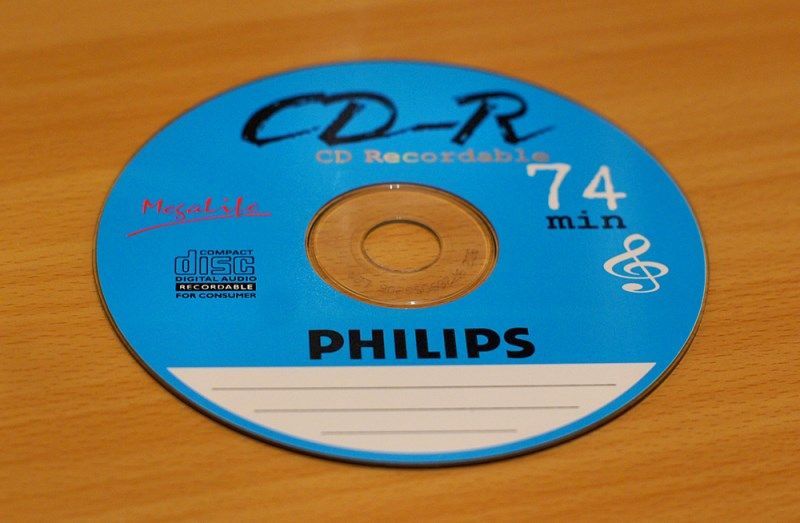 CD-R
CD Recordable
74
min
MegaLife
COMPACT
disc
DIGITAL AUDIO
RECORDABLE
FOR CONSUMER
PHILIPS